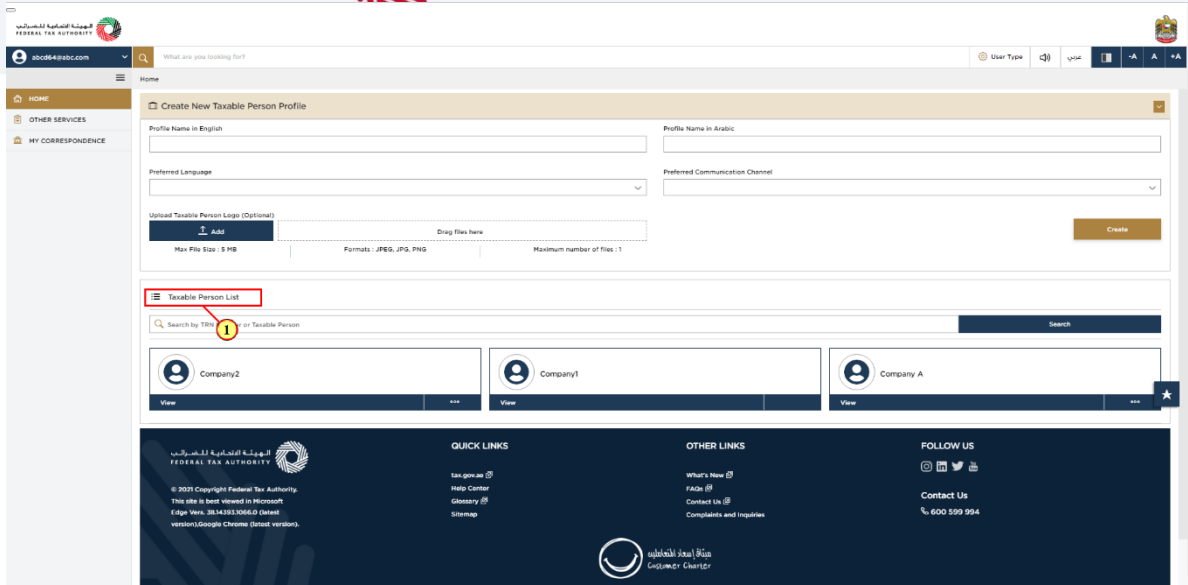 الهيئة الاتحادية للضرائب
FEDERAL TAX AUTHORITY
abcd64@abc.com
What are you looking for?
User Type
عربي
-A A +A
Home
HOME
OTHER SERVICES
MY CORRESPONDENCE
Create New Taxable Person Profile
Profile Name in English
Profile Name in Arabic
Preferred Language
Preferred Communication Channel
Upload Taxable Person Logo (Optional)
Add
Drag files here
Max File Size : 5 MB
Formats : JPEG, JPG, PNG
Maximum number of files : 1
Create
Taxable Person List
1
Search by TRN or Taxable Person
Search
Company2
Company1
Company A
View
View
View
الهيئة الاتحادية للضرائب
FEDERAL TAX AUTHORITY
© 2021 Copyright Federal Tax Authority.
This site is best viewed in Microsoft
Edge Vers. 38.14393.1066.0 (latest
version),Google Chrome (latest version).
QUICK LINKS
tax.gov.ae
Help Center
Glossary
Sitemap
OTHER LINKS
What's New
FAQs
Contact Us
Complaints and Inquiries
FOLLOW US
Contact Us
600 599 994
ميثاق إسعاد المتعاملين
Customer Charter